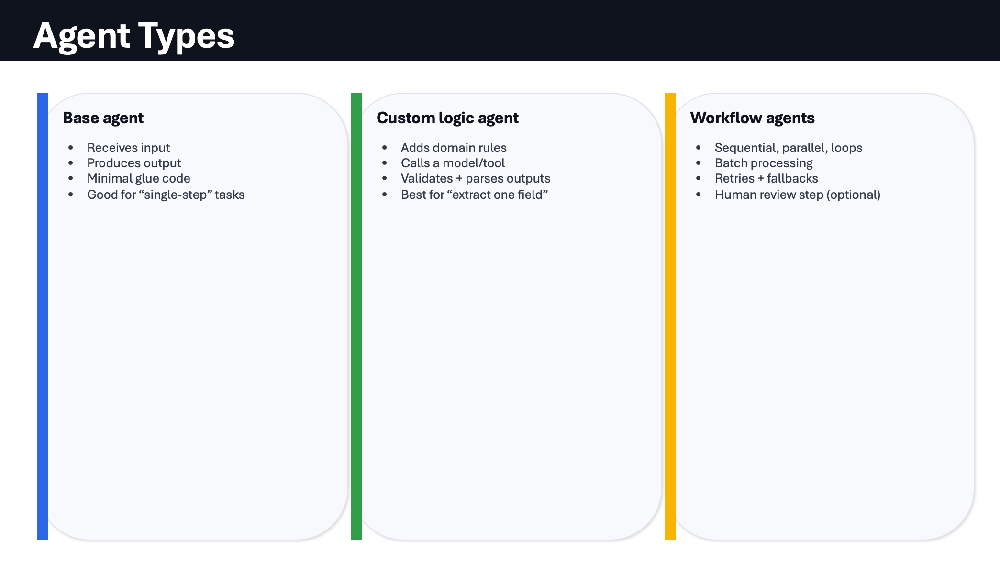 Agent Types
Base agent
• Receives input
• Produces output
• Minimal glue code
• Good for “single-step” tasks
Custom logic agent
• Adds domain rules
• Calls a model/tool
• Validates + parses outputs
• Best for “extract one field”
Workflow agents
• Sequential, parallel, loops
• Batch processing
• Retries + fallbacks
• Human review step (optional)